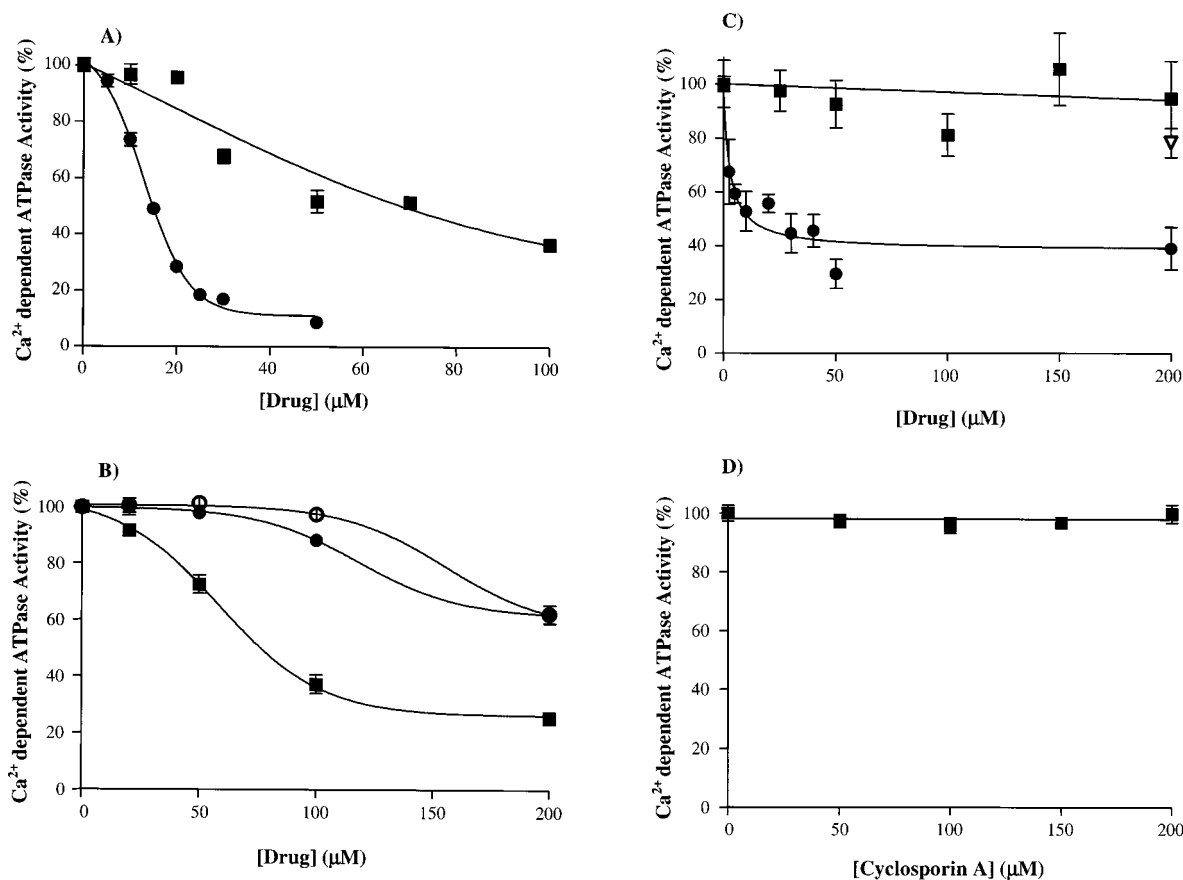 A)
Ca²⁺ dependent ATPase Activity (%)
100
80
60
40
20
0
0 20 40 60 80 100
[Drug] (μM)
C)
Ca²⁺ dependent ATPase Activity (%)
100
80
60
40
20
0
0 50 100 150 200
[Drug] (μM)
B)
Ca²⁺ dependent ATPase Activity (%)
100
80
60
40
20
0
0 50 100 150 200
[Drug] (μM)
D)
Ca²⁺ dependent ATPase Activity (%)
100
80
60
40
20
0
0 50 100 150 200
[Cyclosporin A] (μM)